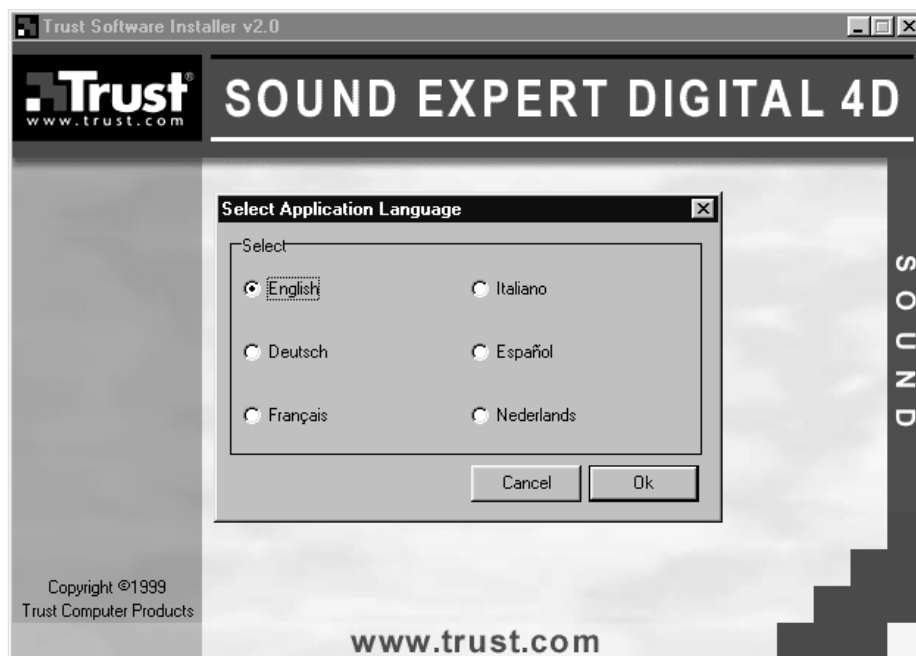 Trust Software Installer v2.0
Trust®
www.trust.com
SOUND EXPERT DIGITAL 4D
Select Application Language
Select
English
Italiano
Deutsch
Español
Français
Nederlands
Cancel
Ok
SOUND
Copyright ©1999
Trust Computer Products
www.trust.com